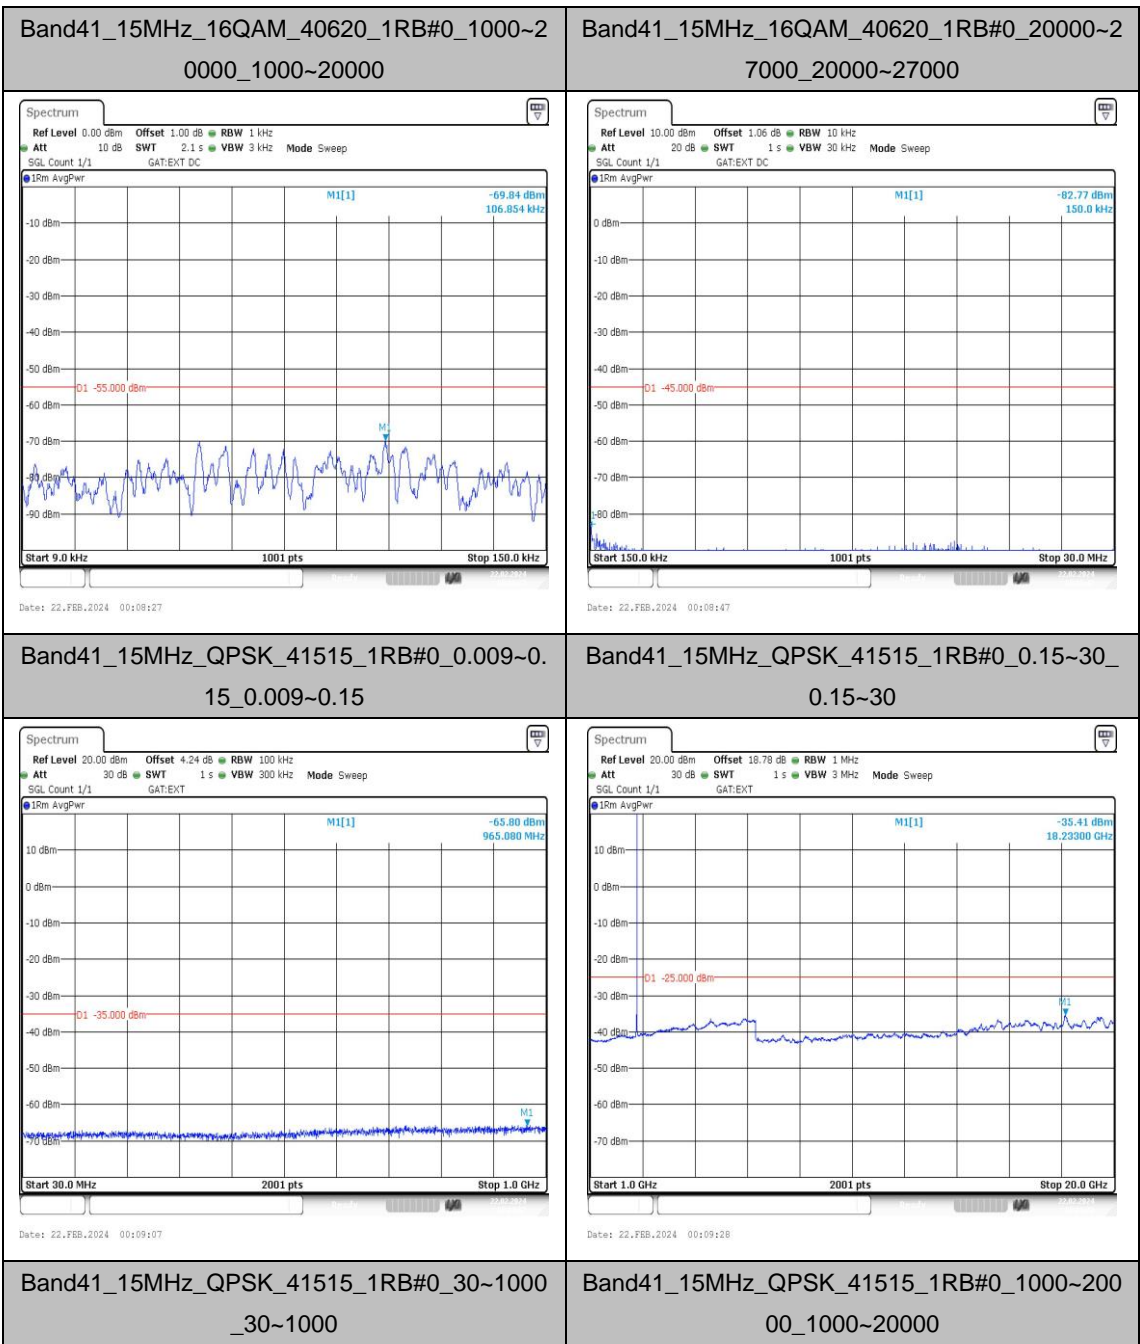 Band41_15MHz_16QAM_40620_1RB#0_1000~2
0000_1000~20000
Band41_15MHz_16QAM_40620_1RB#0_20000~2
7000_20000~27000
Spectrum
Ref Level 0.00 dBm Offset 1.00 dB RBW 1 kHz
Att 10 dB SWT 2.1 s VBW 3 kHz Mode Sweep
SGL Count 1/1 GAT:EXT DC
1Rm AvgPwr
M1[1] -69.84 dBm
106.854 kHz
-10 dBm
-20 dBm
-30 dBm
-40 dBm
-50 dBm
D1 -55.000 dBm
-60 dBm
M1
-70 dBm
-80 dBm
-90 dBm
Start 9.0 kHz 1001 pts Stop 150.0 kHz
Date: 22.FEB.2024 00:08:27
Spectrum
Ref Level 10.00 dBm Offset 1.06 dB RBW 10 kHz
Att 20 dB SWT 1 s VBW 30 kHz Mode Sweep
SGL Count 1/1 GAT:EXT DC
1Rm AvgPwr
M1[1] -82.77 dBm
150.0 kHz
0 dBm
-10 dBm
-20 dBm
-30 dBm
-40 dBm
D1 -45.000 dBm
-50 dBm
-60 dBm
-70 dBm
-80 dBm
Start 150.0 kHz 1001 pts Stop 30.0 MHz
Date: 22.FEB.2024 00:08:47
Band41_15MHz_QPSK_41515_1RB#0_0.009~0.
15_0.009~0.15
Band41_15MHz_QPSK_41515_1RB#0_0.15~30_
0.15~30
Spectrum
Ref Level 20.00 dBm Offset 4.24 dB RBW 100 kHz
Att 30 dB SWT 1 s VBW 300 kHz Mode Sweep
SGL Count 1/1 GAT:EXT
1Rm AvgPwr
M1[1] -65.80 dBm
965.080 MHz
10 dBm
0 dBm
-10 dBm
-20 dBm
-30 dBm
D1 -35.000 dBm
-40 dBm
-50 dBm
-60 dBm
M1
-70 dBm
Start 30.0 MHz 2001 pts Stop 1.0 GHz
Date: 22.FEB.2024 00:09:07
Spectrum
Ref Level 20.00 dBm Offset 18.78 dB RBW 1 MHz
Att 30 dB SWT 1 s VBW 3 MHz Mode Sweep
SGL Count 1/1 GAT:EXT
1Rm AvgPwr
M1[1] -35.41 dBm
18.23300 GHz
10 dBm
0 dBm
-10 dBm
-20 dBm
D1 -25.000 dBm
-30 dBm
M1
-40 dBm
-50 dBm
-60 dBm
-70 dBm
Start 1.0 GHz 2001 pts Stop 20.0 GHz
Date: 22.FEB.2024 00:09:28
Band41_15MHz_QPSK_41515_1RB#0_30~1000
_30~1000
Band41_15MHz_QPSK_41515_1RB#0_1000~200
00_1000~20000